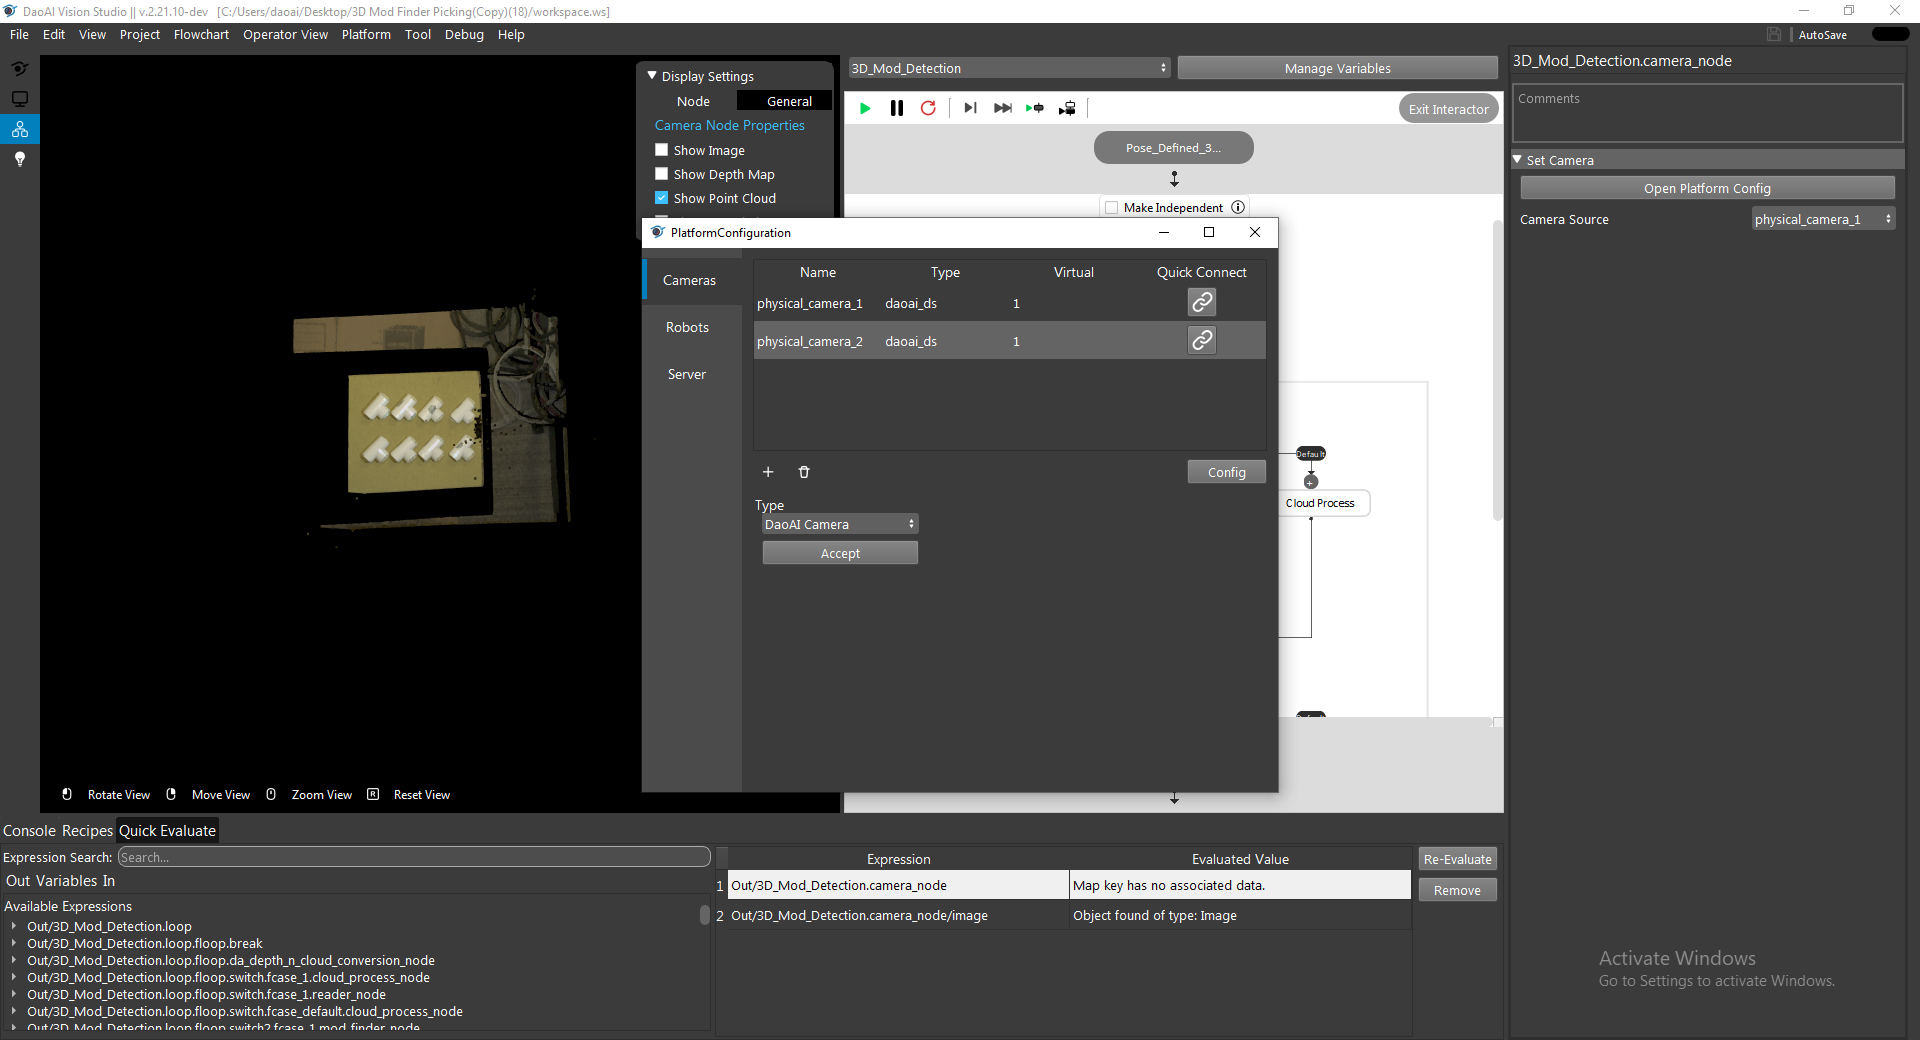 DaoAI Vision Studio || v.2.21.10-dev [C:/Users/daoai/Desktop/3D Mod Finder Picking(Copy)(18)/workspace.ws]
File Edit View Project Flowchart Operator View Platform Tool Debug Help
AutoSave
Display Settings
Node General
Camera Node Properties
Show Image
Show Depth Map
Show Point Cloud
3D_Mod_Detection
Manage Variables
Exit Interactor
Pose_Defined_3...
Make Independent
PlatformConfiguration
Cameras
Robots
Server
Name Type Virtual Quick Connect
physical_camera_1 daoai_ds 1
physical_camera_2 daoai_ds 1
Config
Type
DaoAI Camera
Accept
Default
+
Cloud Process
3D_Mod_Detection.camera_node
Comments
Set Camera
Open Platform Config
Camera Source physical_camera_1
Rotate View Move View Zoom View R Reset View
Console Recipes Quick Evaluate
Expression Search: Search...
Out Variables In
Available Expressions
Out/3D_Mod_Detection.loop
Out/3D_Mod_Detection.loop.floop.break
Out/3D_Mod_Detection.loop.floop.da_depth_n_cloud_conversion_node
Out/3D_Mod_Detection.loop.floop.switch.fcase_1.cloud_process_node
Out/3D_Mod_Detection.loop.floop.switch.fcase_1.reader_node
Out/3D_Mod_Detection.loop.floop.switch.fcase_default.cloud_process_node
Out/3D_Mod_Detection.loop.floop.switch2.fcase_1.mod_finder_node
Expression Evaluated Value
1 Out/3D_Mod_Detection.camera_node Map key has no associated data.
2 Out/3D_Mod_Detection.camera_node/image Object found of type: Image
Re-Evaluate
Remove
Activate Windows
Go to Settings to activate Windows.